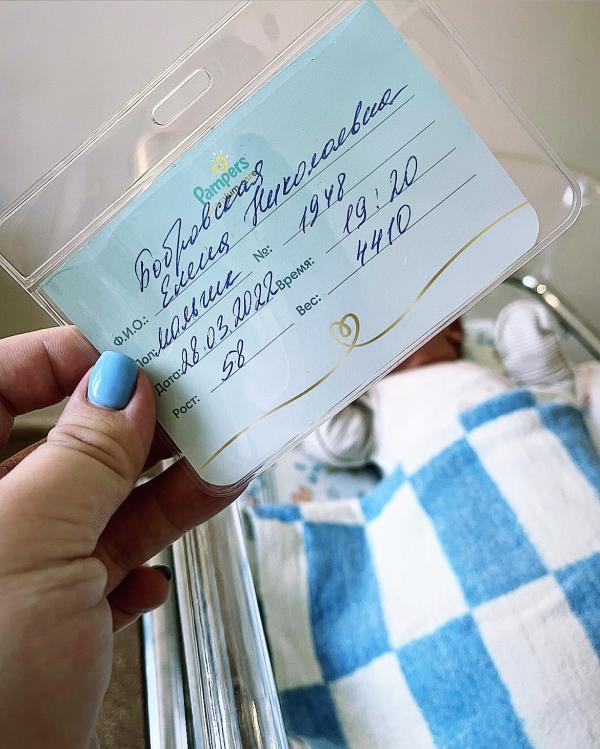 Pampers
Ф.И.О.: Бобровская
Елена Николаевна
Пол: мальчик №: 1948
Дата: 28.03.2022 Время: 19:20
Рост: 58 Вес: 4410